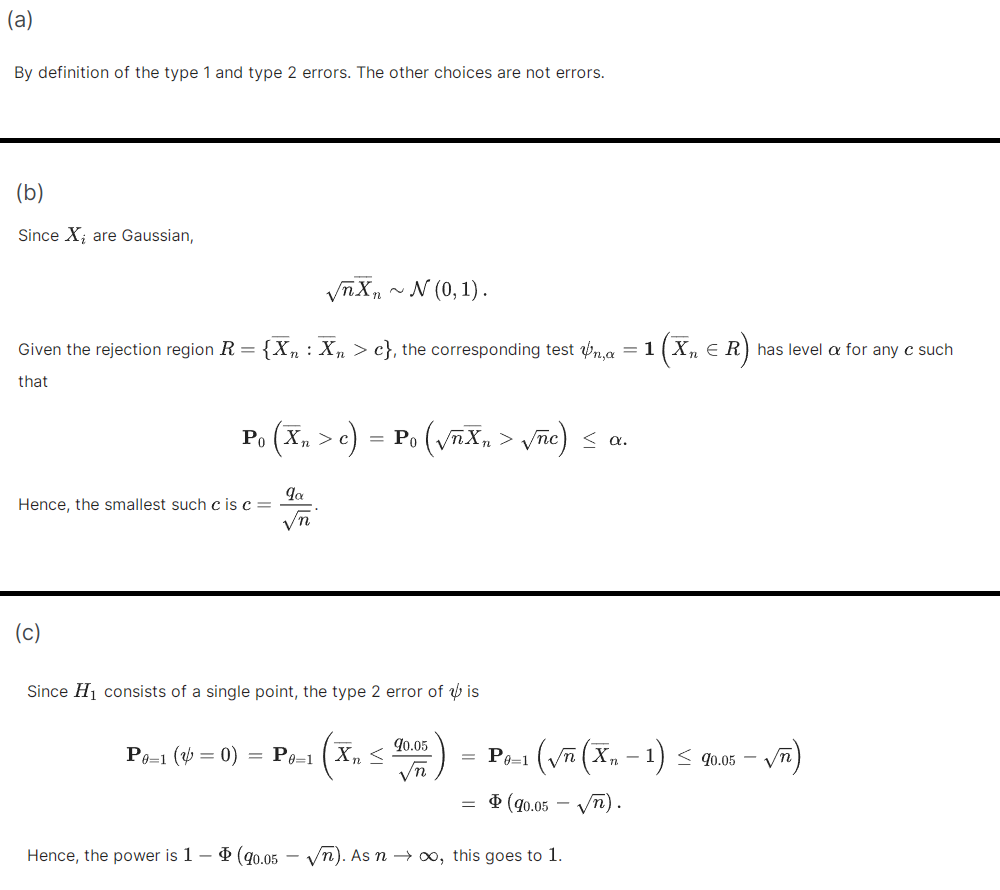 (a)
By definition of the type 1 and type 2 errors. The other choices are not errors.
(b)
Since $X_i$ are Gaussian,
$\sqrt{n}\overline{X}_n \sim \mathcal{N}(0,1).$
Given the rejection region $R = \{\overline{X}_n : \overline{X}_n > c\}$, the corresponding test $\psi_{n,\alpha} = \mathbf{1}\left(\overline{X}_n \in R\right)$ has level $\alpha$ for any $c$ such
that
$\mathbf{P}_0\left(\overline{X}_n > c\right) = \mathbf{P}_0\left(\sqrt{n}\overline{X}_n > \sqrt{n}c\right) \leq \alpha.$
Hence, the smallest such $c$ is $c = \dfrac{q_\alpha}{\sqrt{n}}.$
(c)
Since $H_1$ consists of a single point, the type 2 error of $\psi$ is
$\mathbf{P}_{\theta=1}(\psi = 0) = \mathbf{P}_{\theta=1}\left(\overline{X}_n \leq \dfrac{q_{0.05}}{\sqrt{n}}\right) = \mathbf{P}_{\theta=1}\left(\sqrt{n}\left(\overline{X}_n - 1\right) \leq q_{0.05} - \sqrt{n}\right)$
$= \Phi\left(q_{0.05} - \sqrt{n}\right).$
Hence, the power is $1 - \Phi\left(q_{0.05} - \sqrt{n}\right)$. As $n \to \infty,$ this goes to $1$.